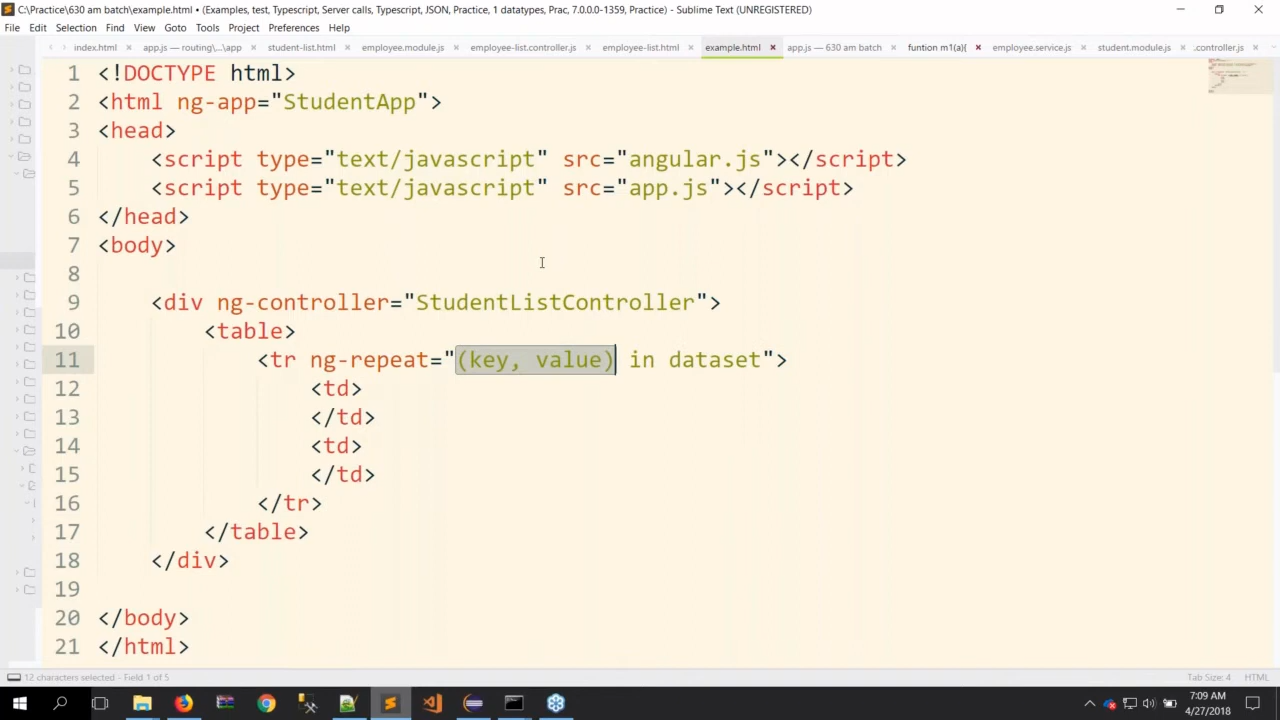 C:\Practice\630 am batch\example.html • (Examples, test, Typescript, Server calls, Typescript, JSON, Practice, 1 datatypes, Prac, 7.0.0.0-1359, Practice) - Sublime Text (UNREGISTERED)
File Edit Selection Find View Goto Tools Project Preferences Help
index.html app.js — routing\...\app student-list.html employee.module.js employee-list.controller.js employee-list.html example.html app.js — 630 am batch funtion m1(a){ employee.service.js student.module.js .controller.js
1 <!DOCTYPE html>
2 <html ng-app="StudentApp">
3 <head>
4 <script type="text/javascript" src="angular.js"></script>
5 <script type="text/javascript" src="app.js"></script>
6 </head>
7 <body>
8
9 <div ng-controller="StudentListController">
10 <table>
11 <tr ng-repeat="(key, value) in dataset">
12 <td>
13 </td>
14 <td>
15 </td>
16 </tr>
17 </table>
18 </div>
19
20 </body>
21 </html>
12 characters selected - Field 1 of 5 Tab Size: 4 HTML
7:09 AM
4/27/2018